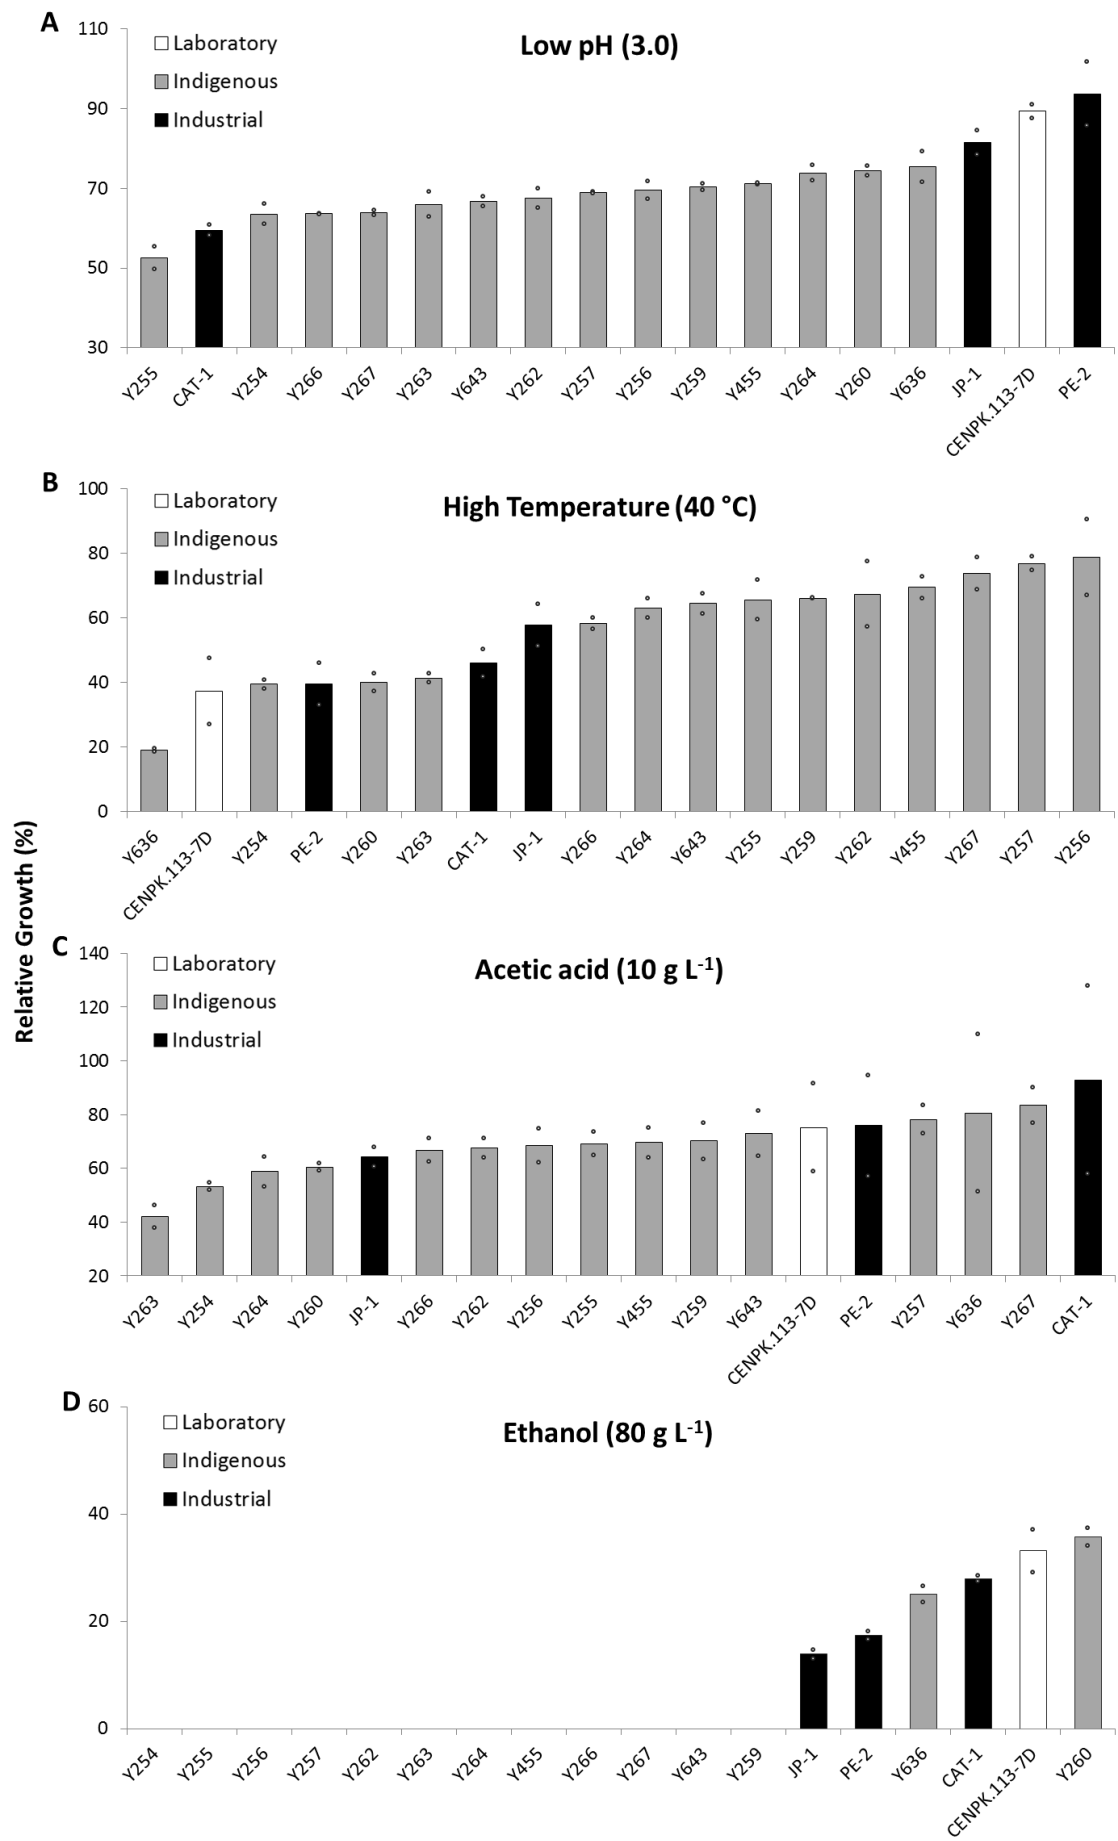 A
Low pH (3.0)
Laboratory
Indigenous
Industrial
110
90
70
50
30
Y255 CAT-1 Y254 Y266 Y267 Y263 Y643 Y262 Y257 Y256 Y259 Y455 Y264 Y260 Y636 JP-1 CENPK.113-7D PE-2
B
High Temperature (40 °C)
Laboratory
Indigenous
Industrial
100
80
60
40
20
0
Y636 CENPK.113-7D Y254 PE-2 Y260 Y263 CAT-1 JP-1 Y266 Y264 Y643 Y255 Y259 Y262 Y455 Y267 Y257 Y256
Relative Growth (%)
C
Acetic acid (10 g L⁻¹)
Laboratory
Indigenous
Industrial
140
120
100
80
60
40
20
Y263 Y254 Y264 Y260 JP-1 Y266 Y262 Y256 Y255 Y455 Y259 Y643 CENPK.113-7D PE-2 Y257 Y636 Y267 CAT-1
D
Ethanol (80 g L⁻¹)
Laboratory
Indigenous
Industrial
60
40
20
0
Y254 Y255 Y256 Y257 Y262 Y263 Y264 Y455 Y266 Y267 Y643 Y259 JP-1 PE-2 Y636 CAT-1 CENPK.113-7D Y260